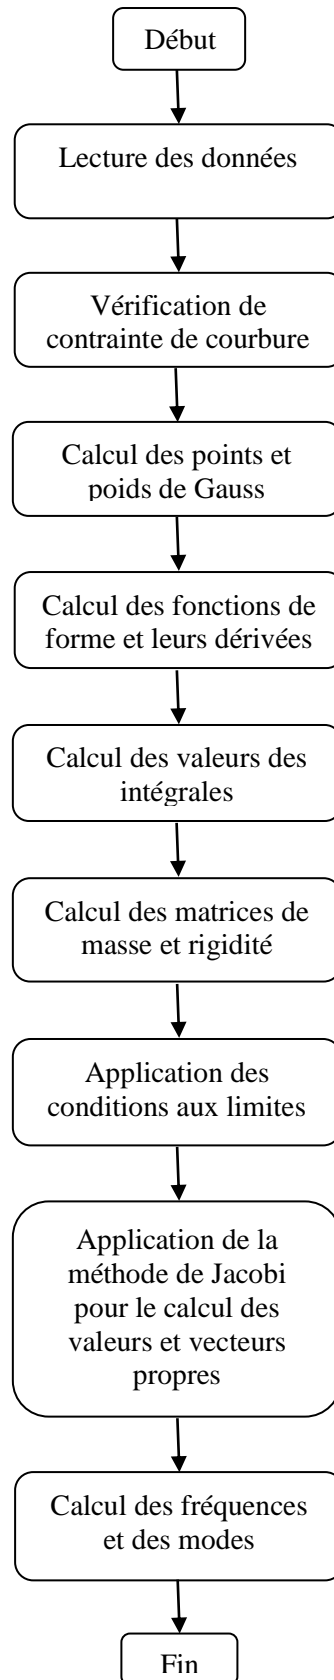 Début
Lecture des données
Vérification de
contrainte de courbure
Calcul des points et
poids de Gauss
Calcul des fonctions de
forme et leurs dérivées
Calcul des valeurs des
intégrales
Calcul des matrices de
masse et rigidité
Application des
conditions aux limites
Application de la
méthode de Jacobi
pour le calcul des
valeurs et vecteurs
propres
Calcul des fréquences
et des modes
Fin